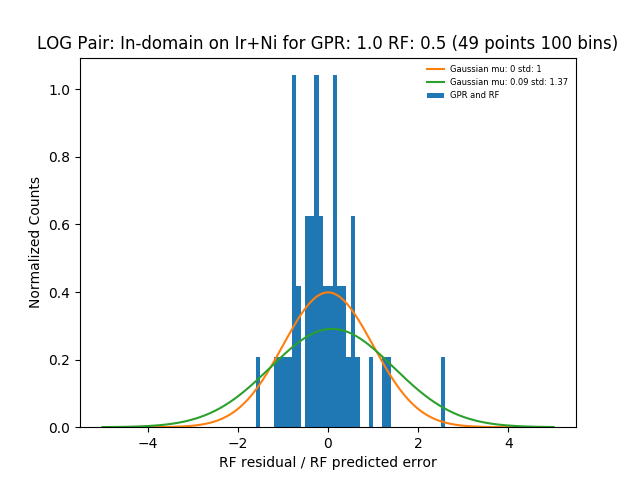 LOG Pair: In-domain on Ir+Ni for GPR: 1.0 RF: 0.5 (49 points 100 bins)
Gaussian mu: 0 std: 1
Gaussian mu: 0.09 std: 1.37
GPR and RF
Normalized Counts
1.0
0.8
0.6
0.4
0.2
0.0
−4
−2
0
2
4
RF residual / RF predicted error